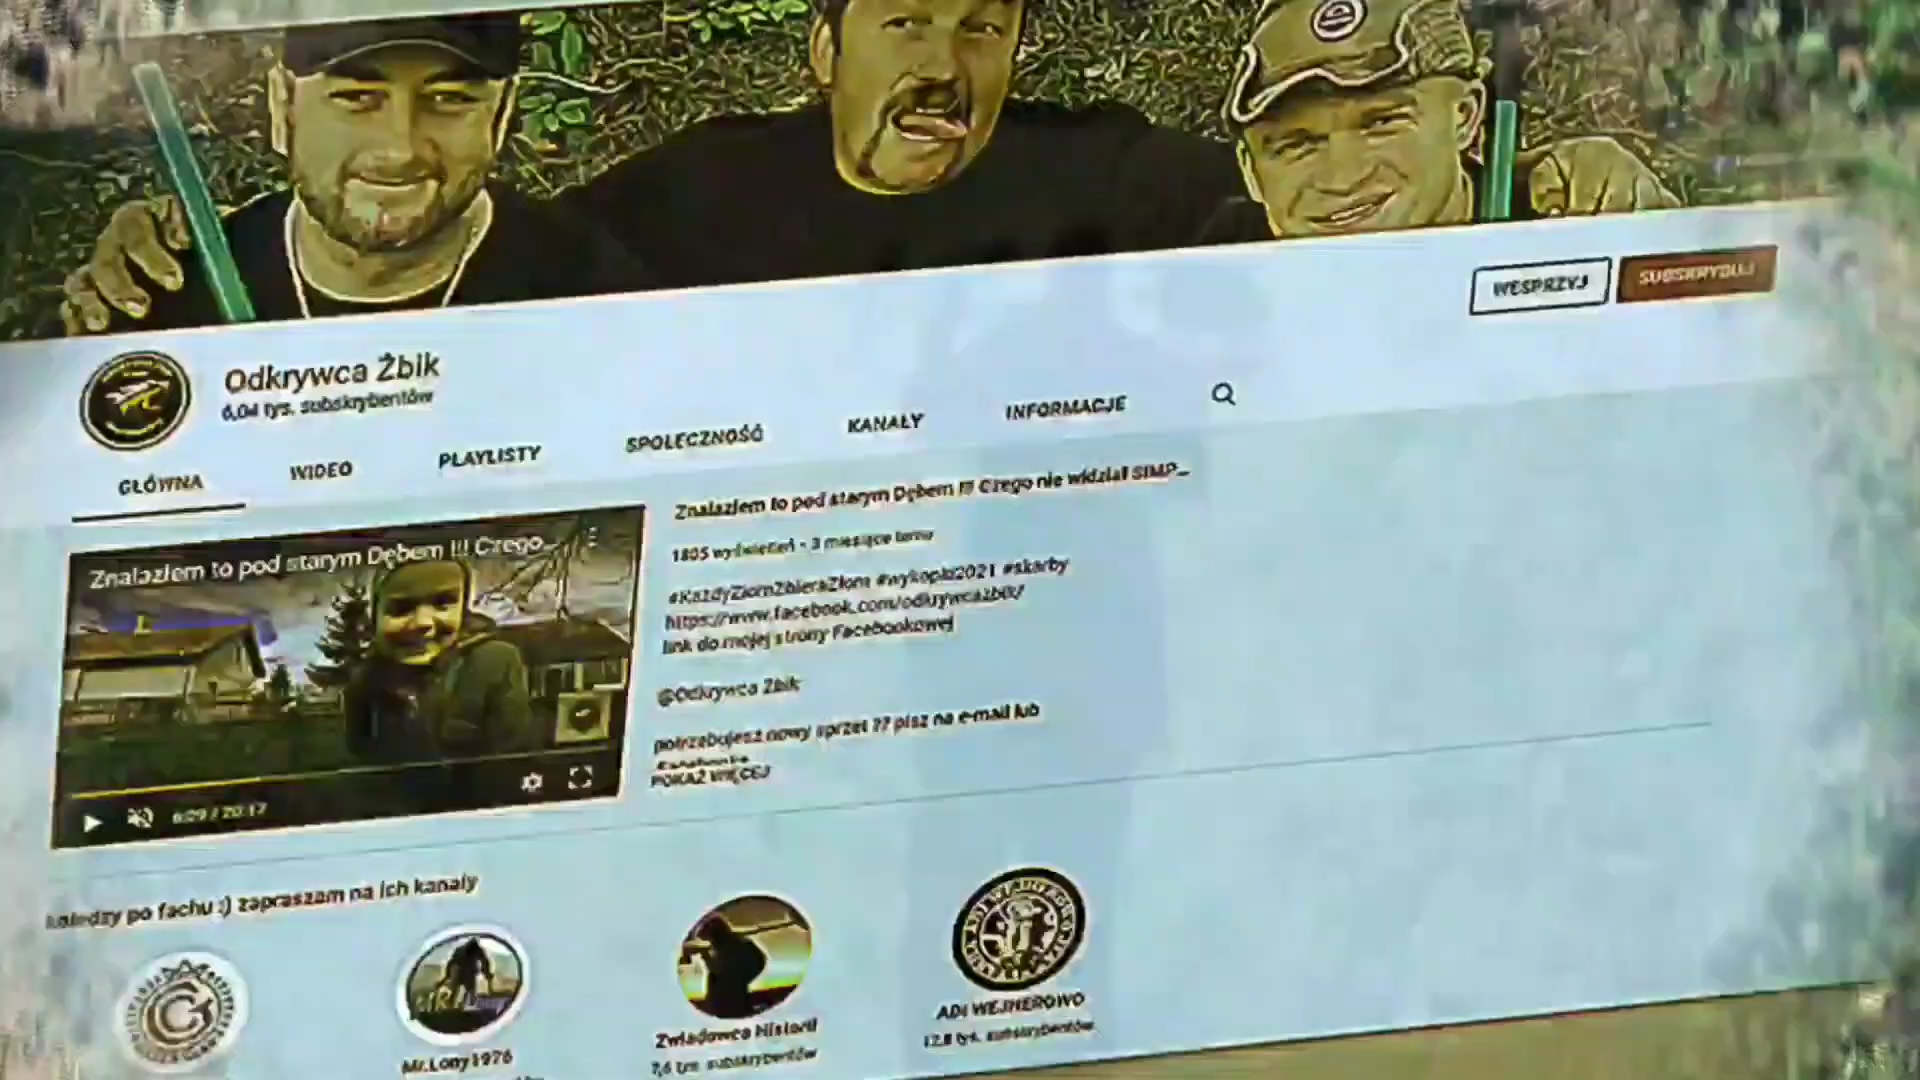 WESPRZYJ
SUBSKRYBUJ
Odkrywca Żbik
6,04 tys. subskrybentów
GŁÓWNA
WIDEO
PLAYLISTY
SPOŁECZNOŚĆ
KANAŁY
INFORMACJE
Znalazłem to pod starym Dębem !!! Czego...
6:09 / 20:17
Znalazłem to pod starym Dębem !!! Czego nie widział SIMP...
1805 wyświetleń • 3 miesiące temu
#KażdyZiomZbieraZłom #wykopki2021 #skarby
https://www.facebook.com/odkrywcazbik/
link do mojej strony Facebookowej
@Odkrywca Żbik
potrzebujesz nowy sprzęt ?? pisz na e-mail lub
POKAŻ WIĘCEJ
koledzy po fachu :) zapraszam na ich kanały
Mr.Lony1976
Zwiadowca Historii
7,6 tys. subskrybentów
ADI WEJHEROWO
12,8 tys. subskrybentów